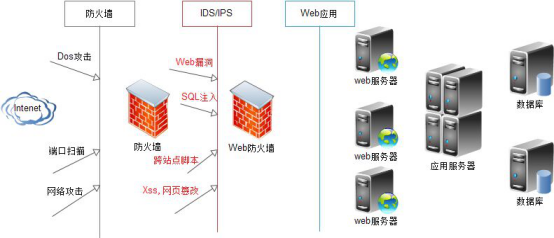 防火墙
IDS/IPS
Web应用
Dos攻击
Web漏洞
SQL注入
Intenet
防火墙
Web防火墙
端口扫描
跨站点脚本
网络攻击
Xss, 网页篡改
web服务器
web服务器
web服务器
应用服务器
数据库
数据库